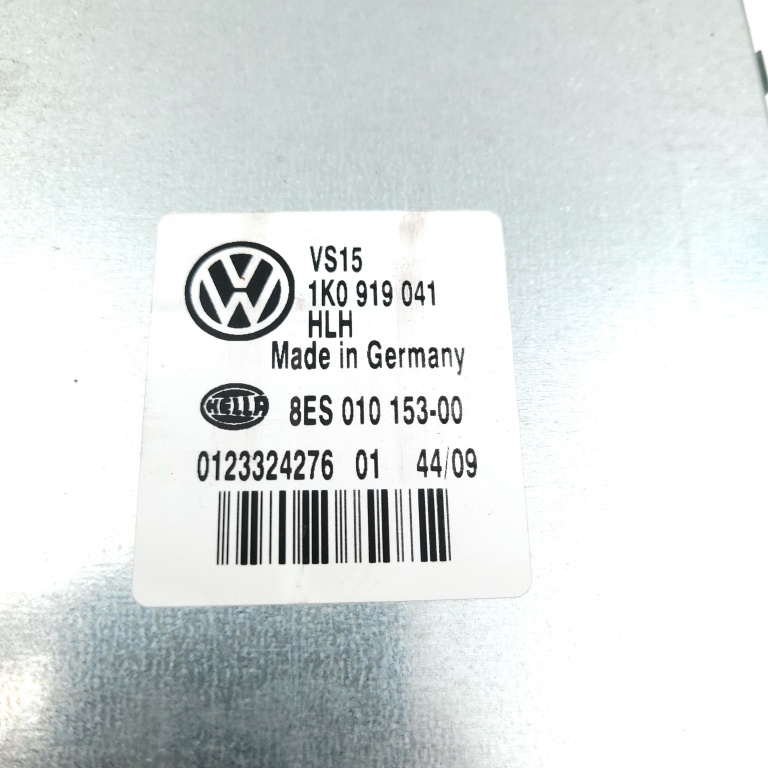 VS15
1K0 919 041
HLH
Made in Germany
HELLA 8ES 010 153-00
0123324276 01 44/09